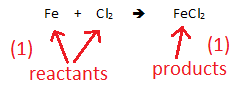 Fe + Cl₂ → FeCl₂
(1) (1)
reactants products